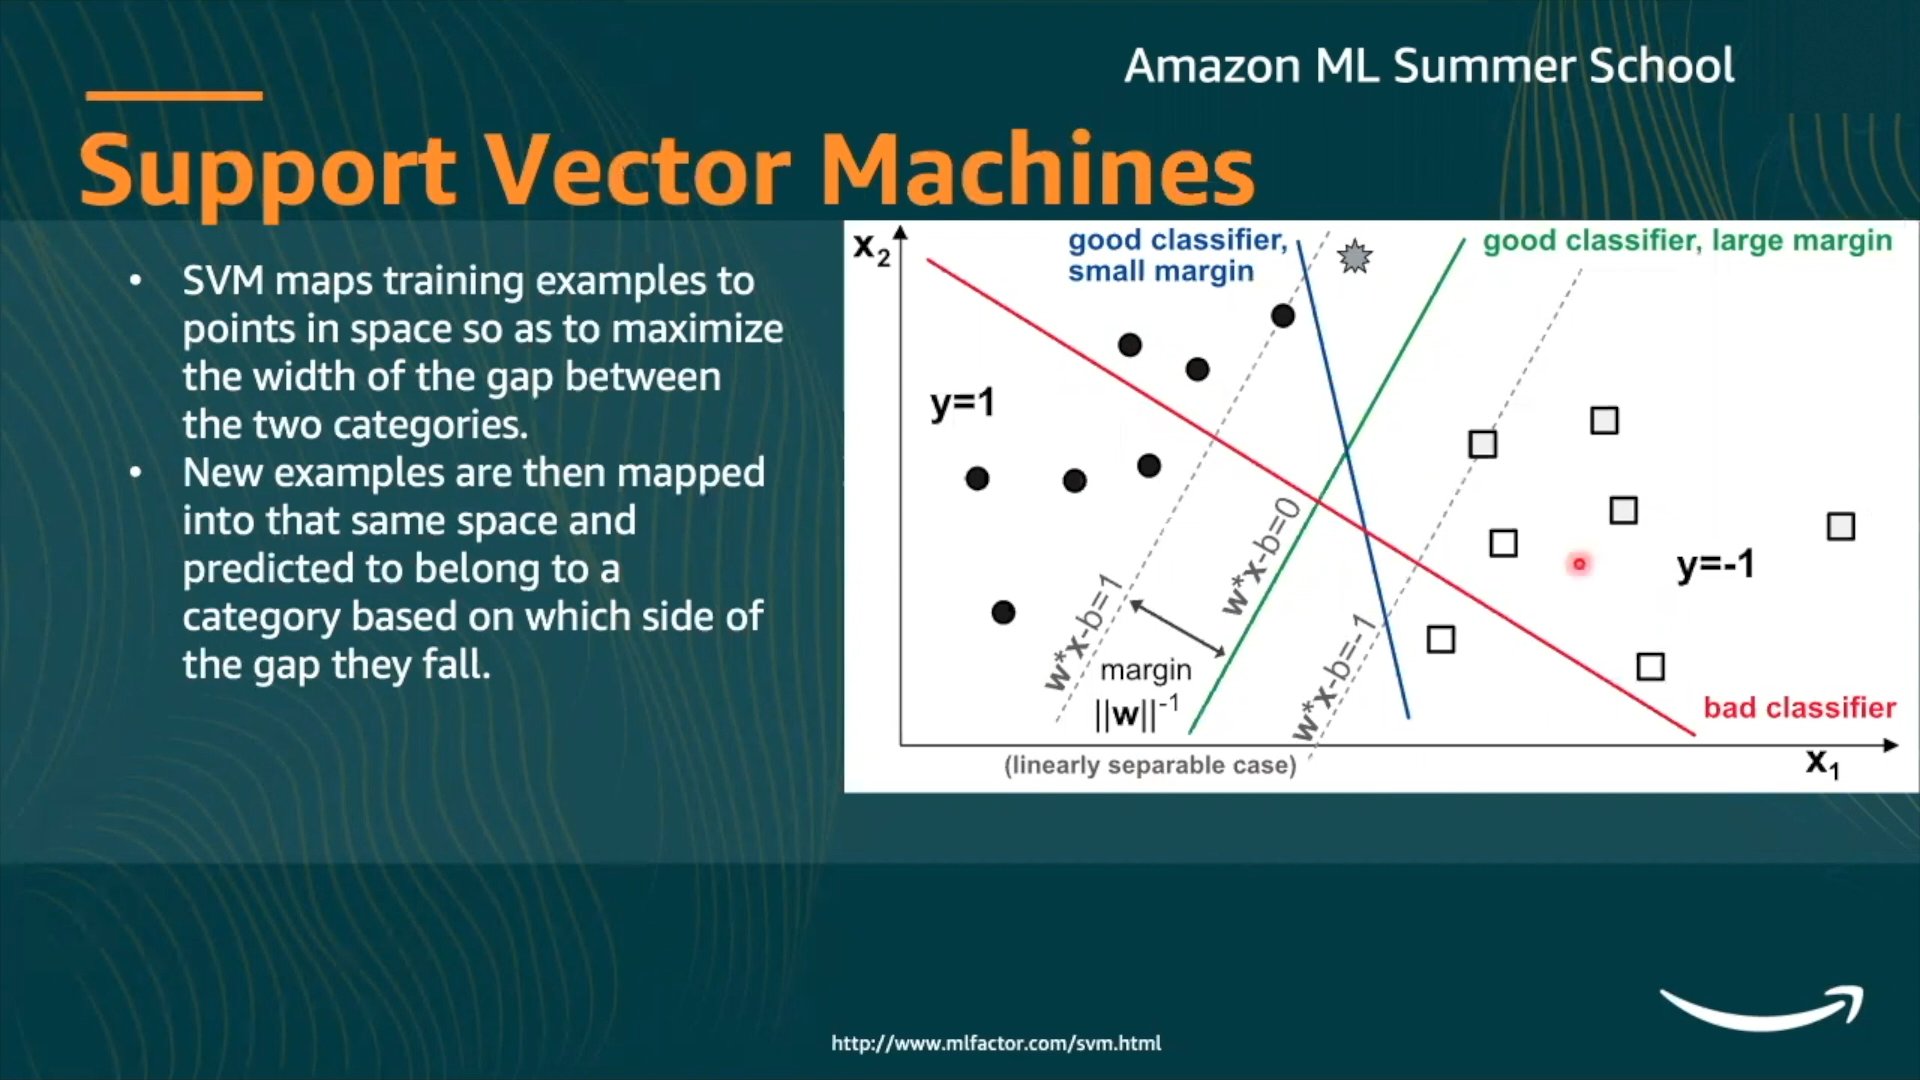 Amazon ML Summer School
Support Vector Machines
• SVM maps training examples to
points in space so as to maximize
the width of the gap between
the two categories.
• New examples are then mapped
into that same space and
predicted to belong to a
category based on which side of
the gap they fall.
x₂
good classifier,
small margin
good classifier, large margin
y=1
y=-1
w*x-b=1
w*x-b=0
w*x-b=-1
margin
||w||⁻¹
bad classifier
x₁
(linearly separable case)
http://www.mlfactor.com/svm.html